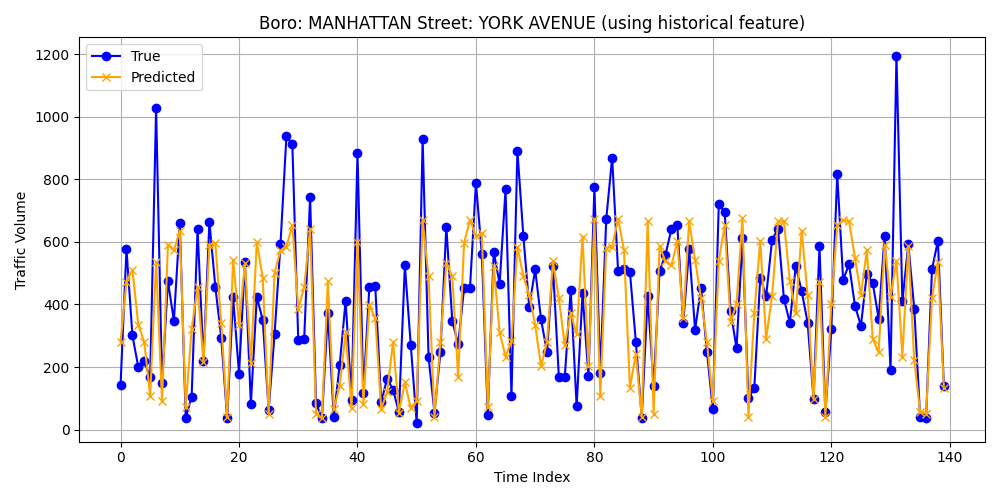 Boro: MANHATTAN Street: YORK AVENUE (using historical feature)
True
Predicted
Traffic Volume
1200
1000
800
600
400
200
0
0 20 40 60 80 100 120 140
Time Index